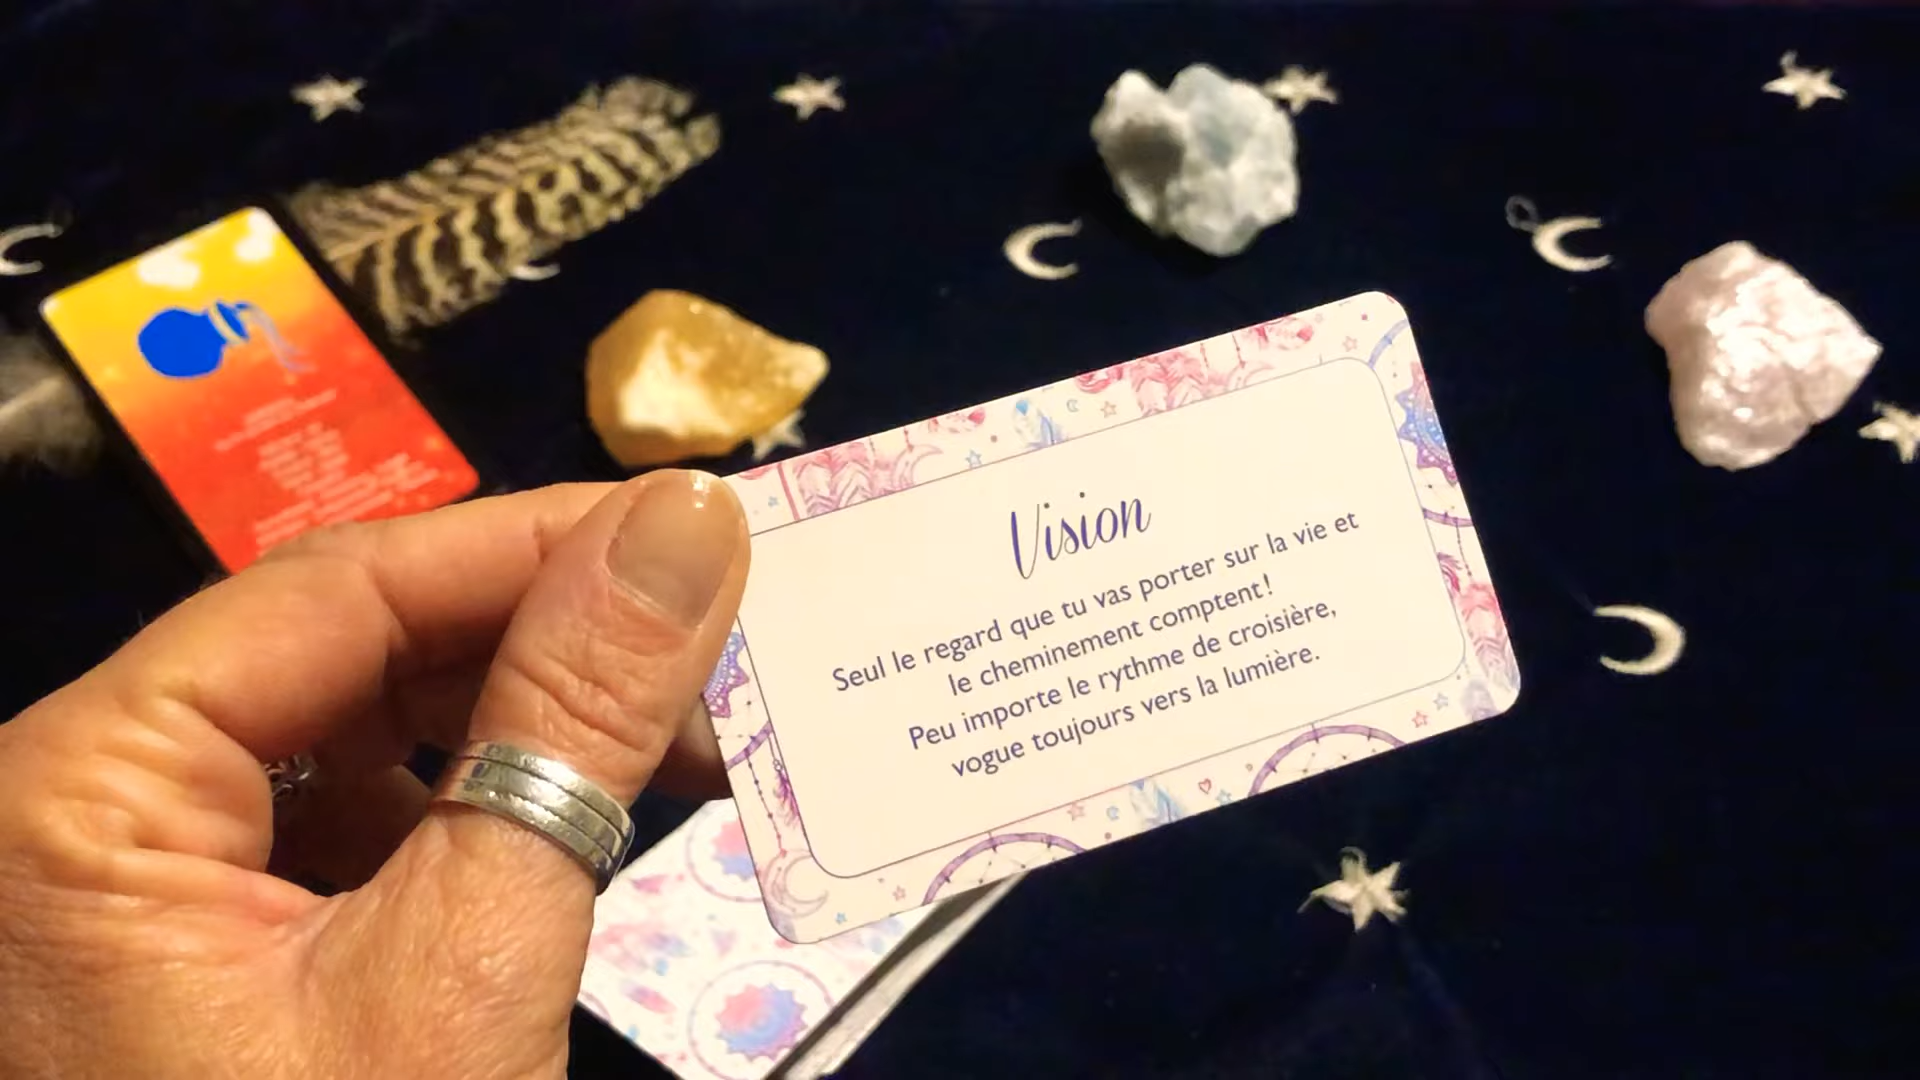 Vision
Seul le regard que tu vas porter sur la vie et
le cheminement comptent!
Peu importe le rythme de croisière,
vogue toujours vers la lumière.